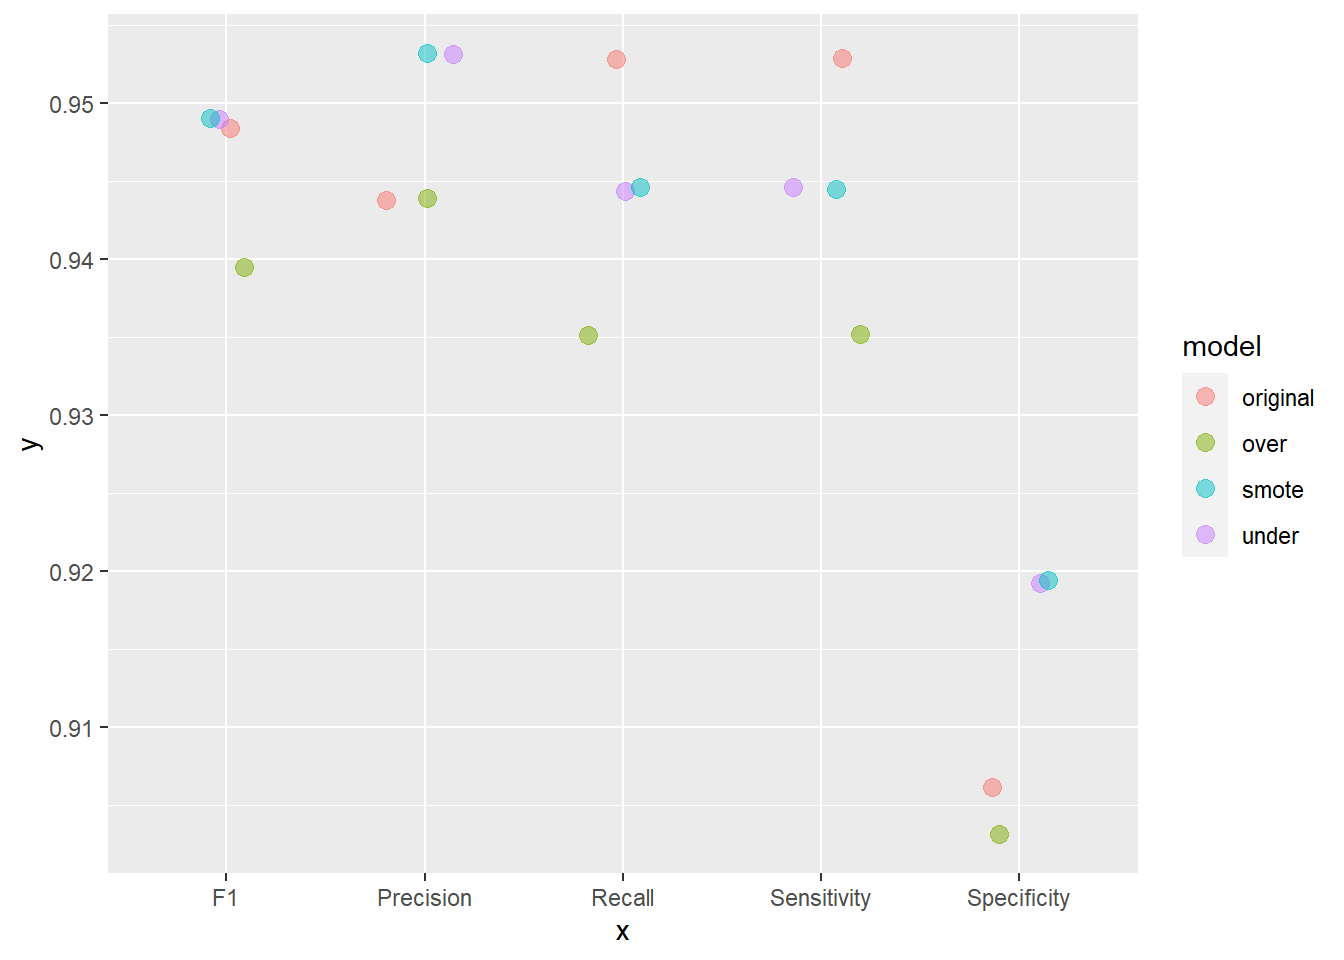 0.95
0.94
0.93
0.92
0.91
y
F1
Precision
Recall
Sensitivity
Specificity
x
model
original
over
smote
under